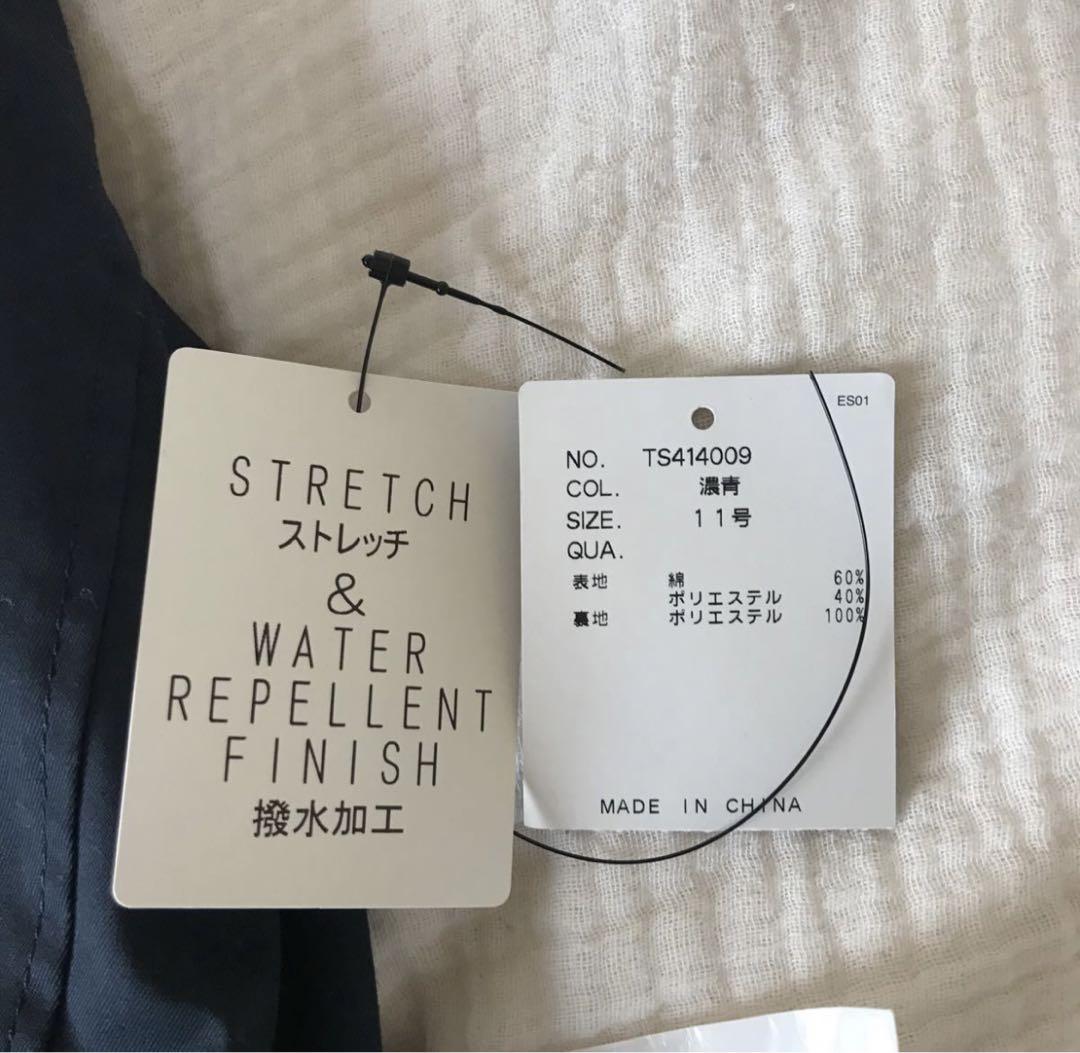 STRETCH
ストレッチ
&
WATER
REPELLENT
FINISH
撥水加工
ES01
NO. TS414009
COL. 濃青
SIZE. 11号
QUA.
表地 綿 60%
ポリエステル 40%
裏地 ポリエステル 100%
MADE IN CHINA